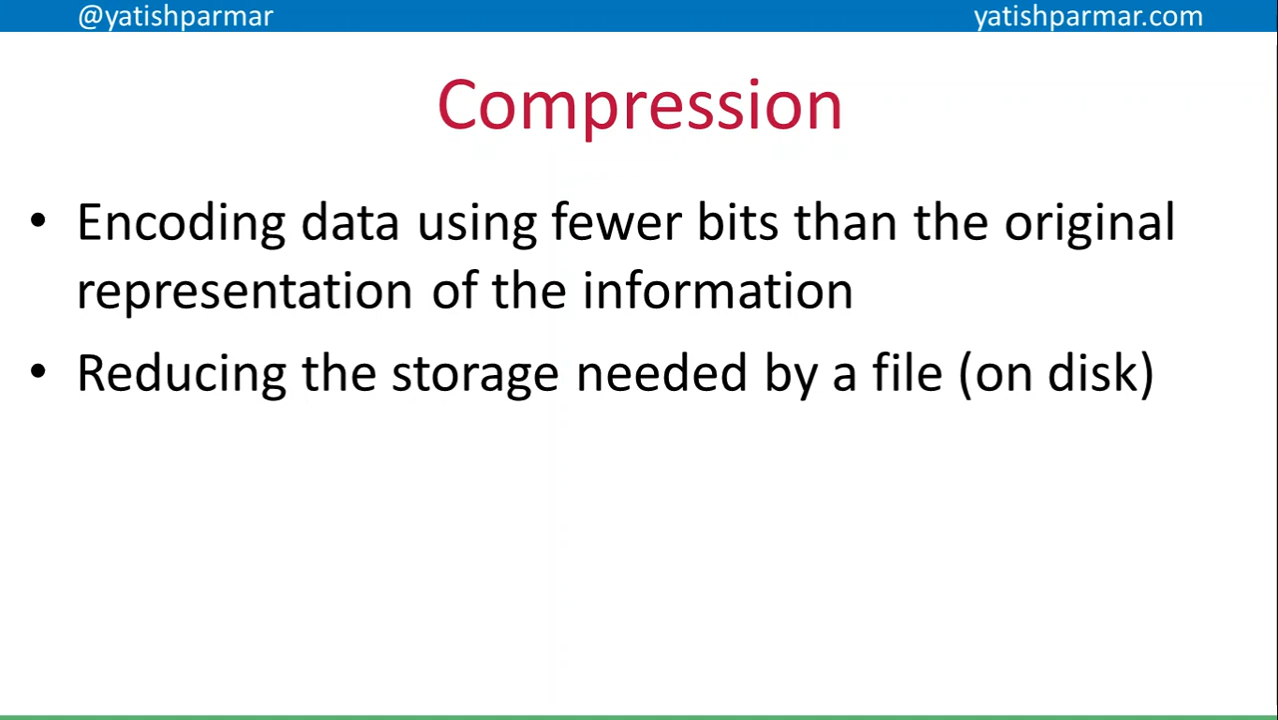 @yatishparmar
yatishparmar.com
Compression
• Encoding data using fewer bits than the original
representation of the information
• Reducing the storage needed by a file (on disk)